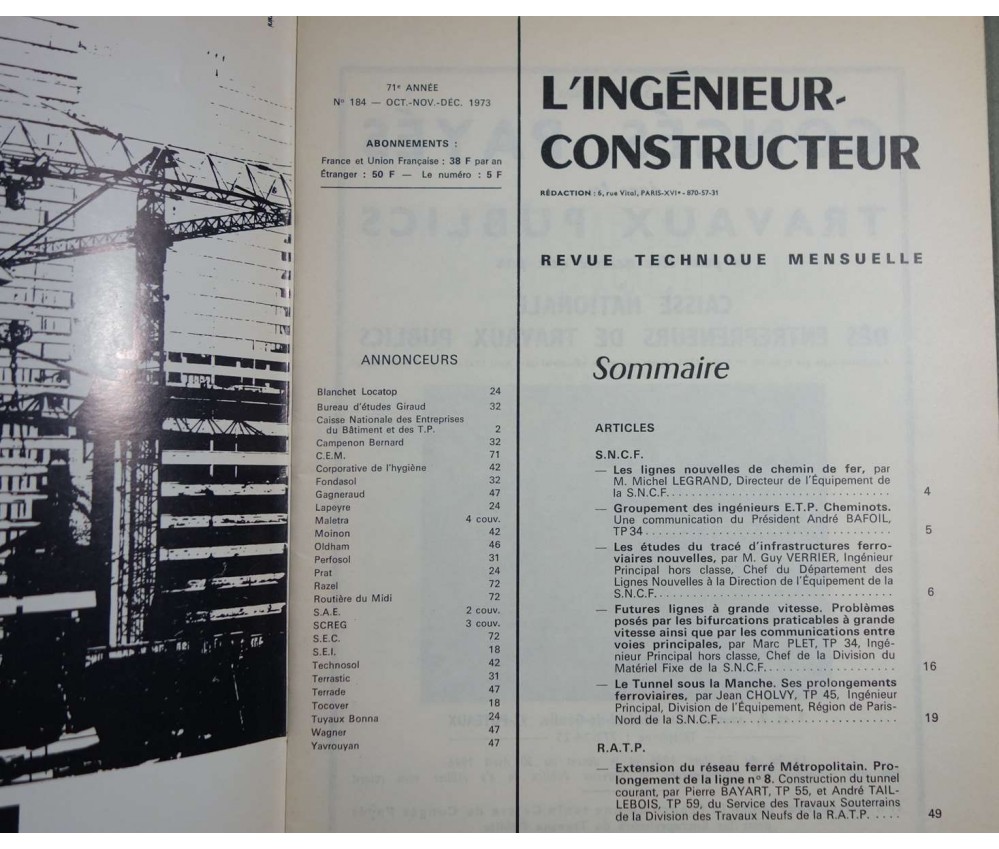 71e ANNÉE
N° 184 — OCT.-NOV.-DÉC. 1973
ABONNEMENTS :
France et Union Française : 38 F par an
Étranger : 50 F — Le numéro : 5 F
L'INGÉNIEUR-
CONSTRUCTEUR
RÉDACTION : 6, rue Vital, PARIS-XVIe - 870-57-31
REVUE TECHNIQUE MENSUELLE
ANNONCEURS
Blanchet Locatop 24
Bureau d'études Giraud 32
Caisse Nationale des Entreprises
du Bâtiment et des T.P. 2
Campenon Bernard 32
C.E.M. 71
Corporative de l'hygiène 42
Fondasol 32
Gagneraud 47
Lapeyre 24
Maletra 4 couv.
Moinon 42
Oldham 46
Perfosol 31
Prat 24
Razel 72
Routière du Midi 72
S.A.E. 2 couv.
SCREG 3 couv.
S.E.C. 72
S.E.I. 18
Technosol 42
Terrastic 31
Terrade 47
Tocover 18
Tuyaux Bonna 24
Wagner 47
Yavrouyan 47
Sommaire
ARTICLES
S.N.C.F.
— Les lignes nouvelles de chemin de fer, par
M. Michel LEGRAND, Directeur de l'Équipement de
la S.N.C.F. . . . . . . . . . . . . . . . . . . . . . . . . . . . . . . . . 4
— Groupement des ingénieurs E.T.P. Cheminots.
Une communication du Président André BAFOIL,
TP 34 . . . . . . . . . . . . . . . . . . . . . . . . . . . . . . . . . . . . 5
— Les études du tracé d'infrastructures ferro-
viaires nouvelles, par M. Guy VERRIER, Ingénieur
Principal hors classe, Chef du Département des
Lignes Nouvelles à la Direction de l'Équipement de la
S.N.C.F. . . . . . . . . . . . . . . . . . . . . . . . . . . . . . . . . . . 6
— Futures lignes à grande vitesse. Problèmes
posés par les bifurcations praticables à grande
vitesse ainsi que par les communications entre
voies principales, par Marc PLET, TP 34, Ingé-
nieur Principal hors classe, Chef de la Division du
Matériel Fixe de la S.N.C.F. . . . . . . . . . . . . . . . . . . . 16
— Le Tunnel sous la Manche. Ses prolongements
ferroviaires, par Jean CHOLVY, TP 45, Ingénieur
Principal, Division de l'Équipement, Région de Paris-
Nord de la S.N.C.F. . . . . . . . . . . . . . . . . . . . . . . . . . 19
R.A.T.P.
— Extension du réseau ferré Métropolitain. Pro-
longement de la ligne n° 8. Construction du tunnel
courant, par Pierre BAYART, TP 55, et André TAIL-
LEBOIS, TP 59, du Service des Travaux Souterrains
de la Division des Travaux Neufs de la R.A.T.P. . . . . 49